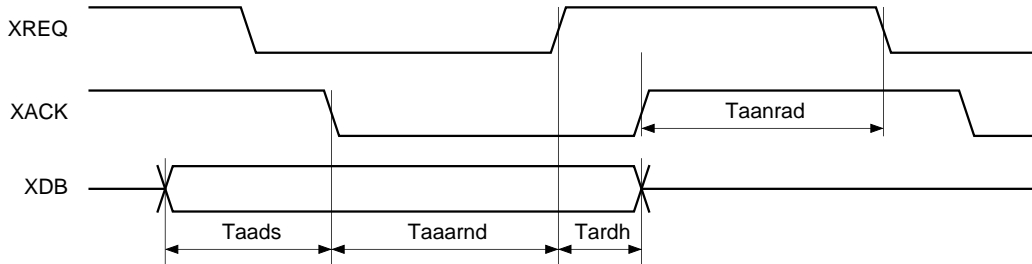 XREQ
XACK
Taanrad
XDB
Taads
Taaarnd
Tardh